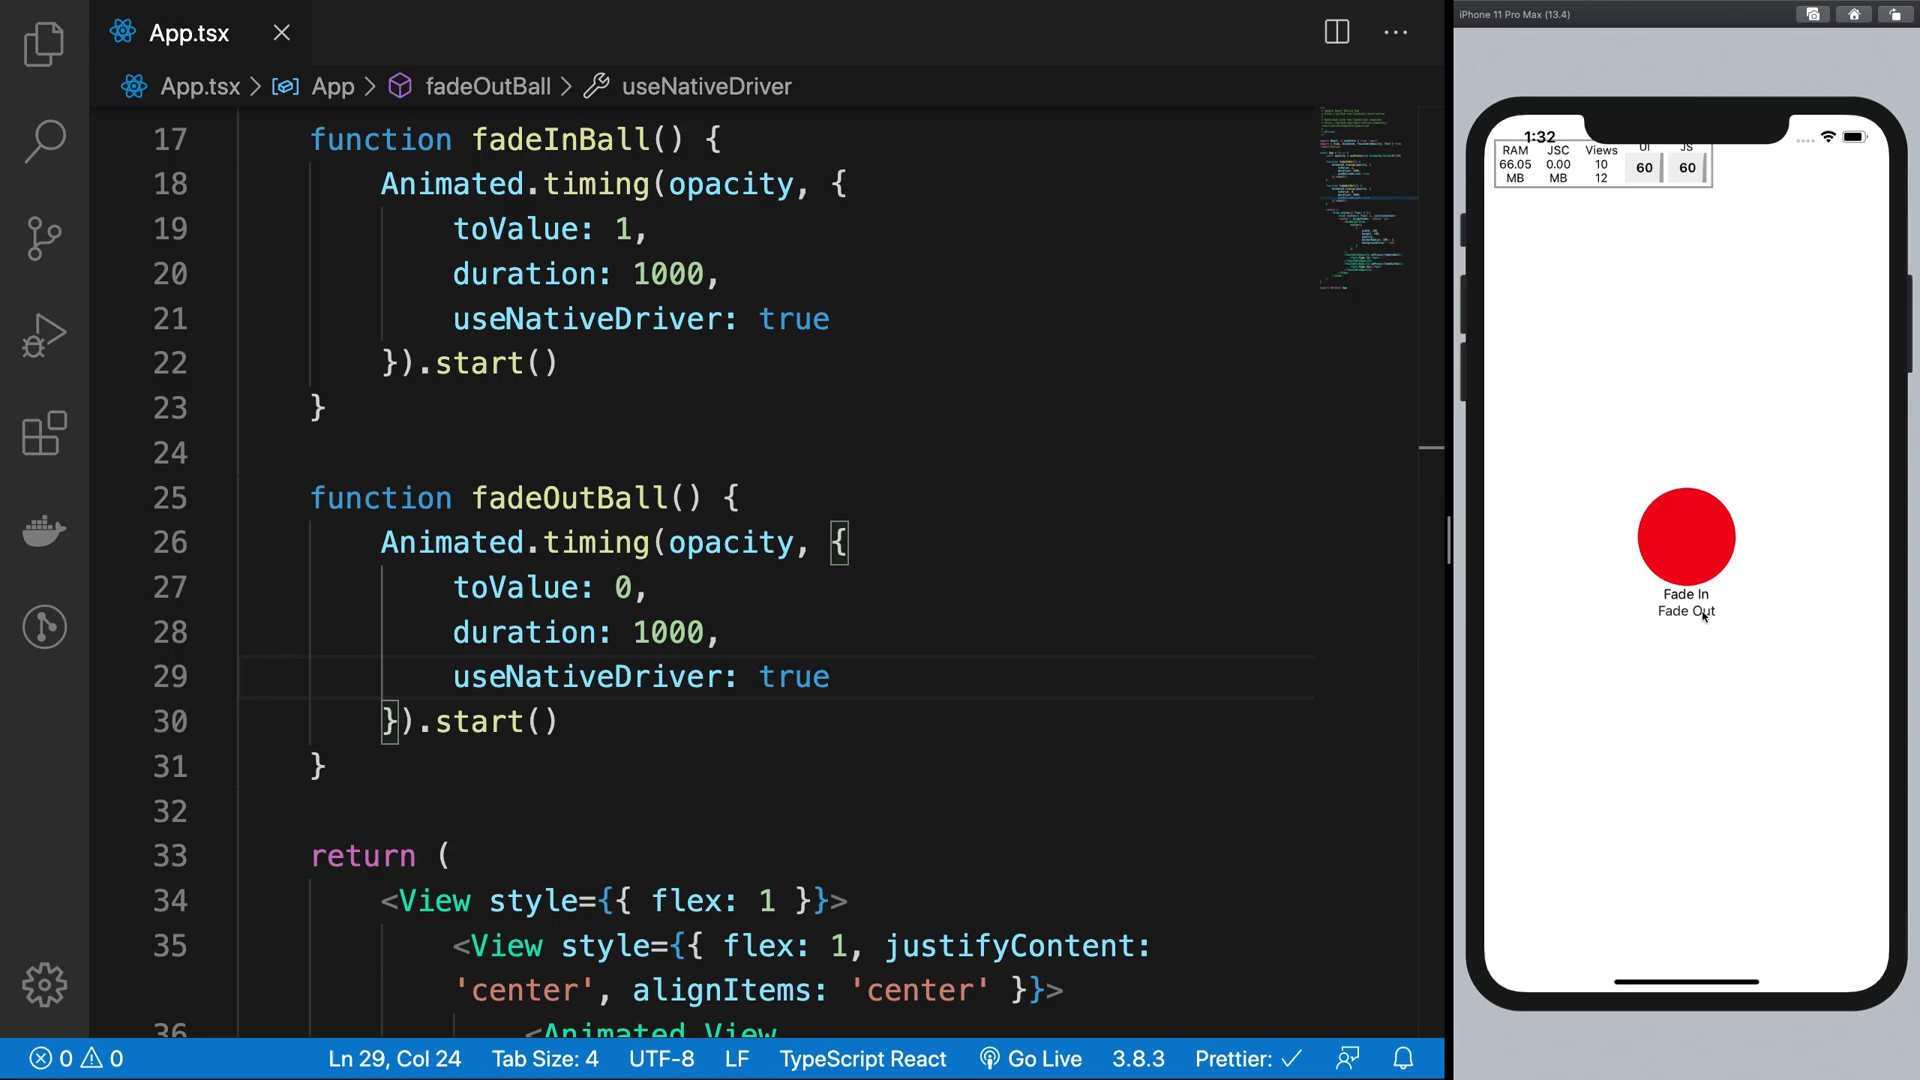 App.tsx
App.tsx > App > fadeOutBall > useNativeDriver
17 function fadeInBall() {
18 Animated.timing(opacity, {
19 toValue: 1,
20 duration: 1000,
21 useNativeDriver: true
22 }).start()
23 }
24
25 function fadeOutBall() {
26 Animated.timing(opacity, {
27 toValue: 0,
28 duration: 1000,
29 useNativeDriver: true
30 }).start()
31 }
32
33 return (
34 <View style={{ flex: 1 }}>
35 <View style={{ flex: 1, justifyContent:
'center', alignItems: 'center' }}>
36 <Animated.View
0 0 Ln 29, Col 24 Tab Size: 4 UTF-8 LF TypeScript React Go Live 3.8.3 Prettier: ✓
iPhone 11 Pro Max (13.4)
1:32
RAM JSC Views UI JS
66.05 0.00 10 60 60
MB MB 12
Fade In
Fade Out